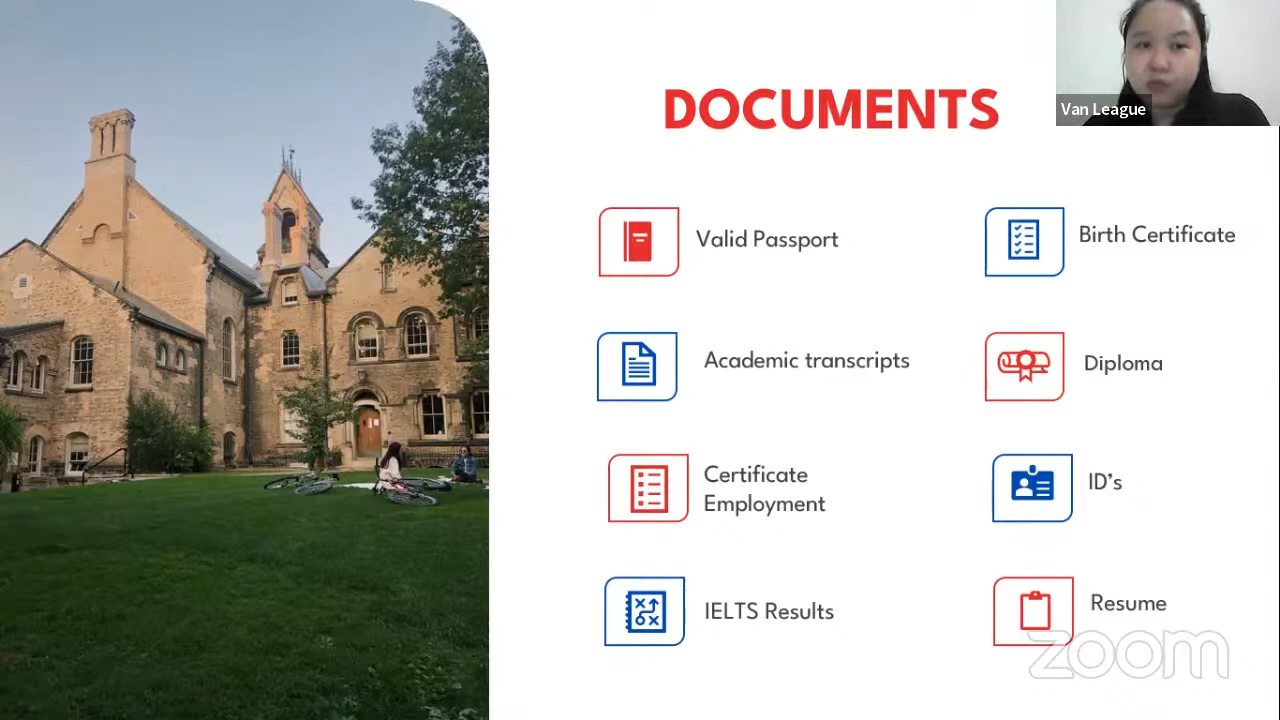 DOCUMENTS
Van League
Valid Passport
Birth Certificate
Academic transcripts
Diploma
Certificate
Employment
ID's
IELTS Results
Resume
zoom